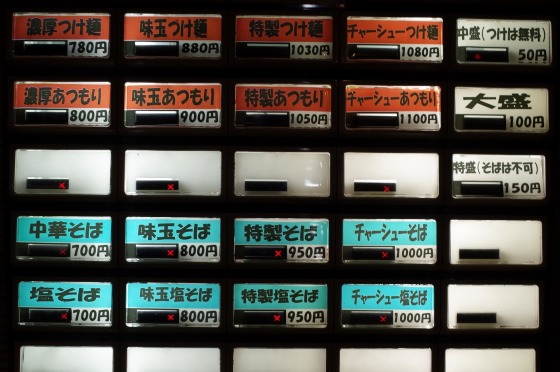 濃厚つけ麺
780円
味玉つけ麺
880円
特製つけ麺
1030円
チャーシューつけ麺
1080円
中盛(つけは無料)
50円
濃厚あつもり
800円
味玉あつもり
900円
特製あつもり
1050円
チャーシューあつもり
1100円
大盛
100円
特盛(そばは不可)
150円
中華そば
700円
味玉そば
800円
特製そば
950円
チャーシューそば
1000円
塩そば
700円
味玉塩そば
800円
特製塩そば
950円
チャーシュー塩そば
1000円